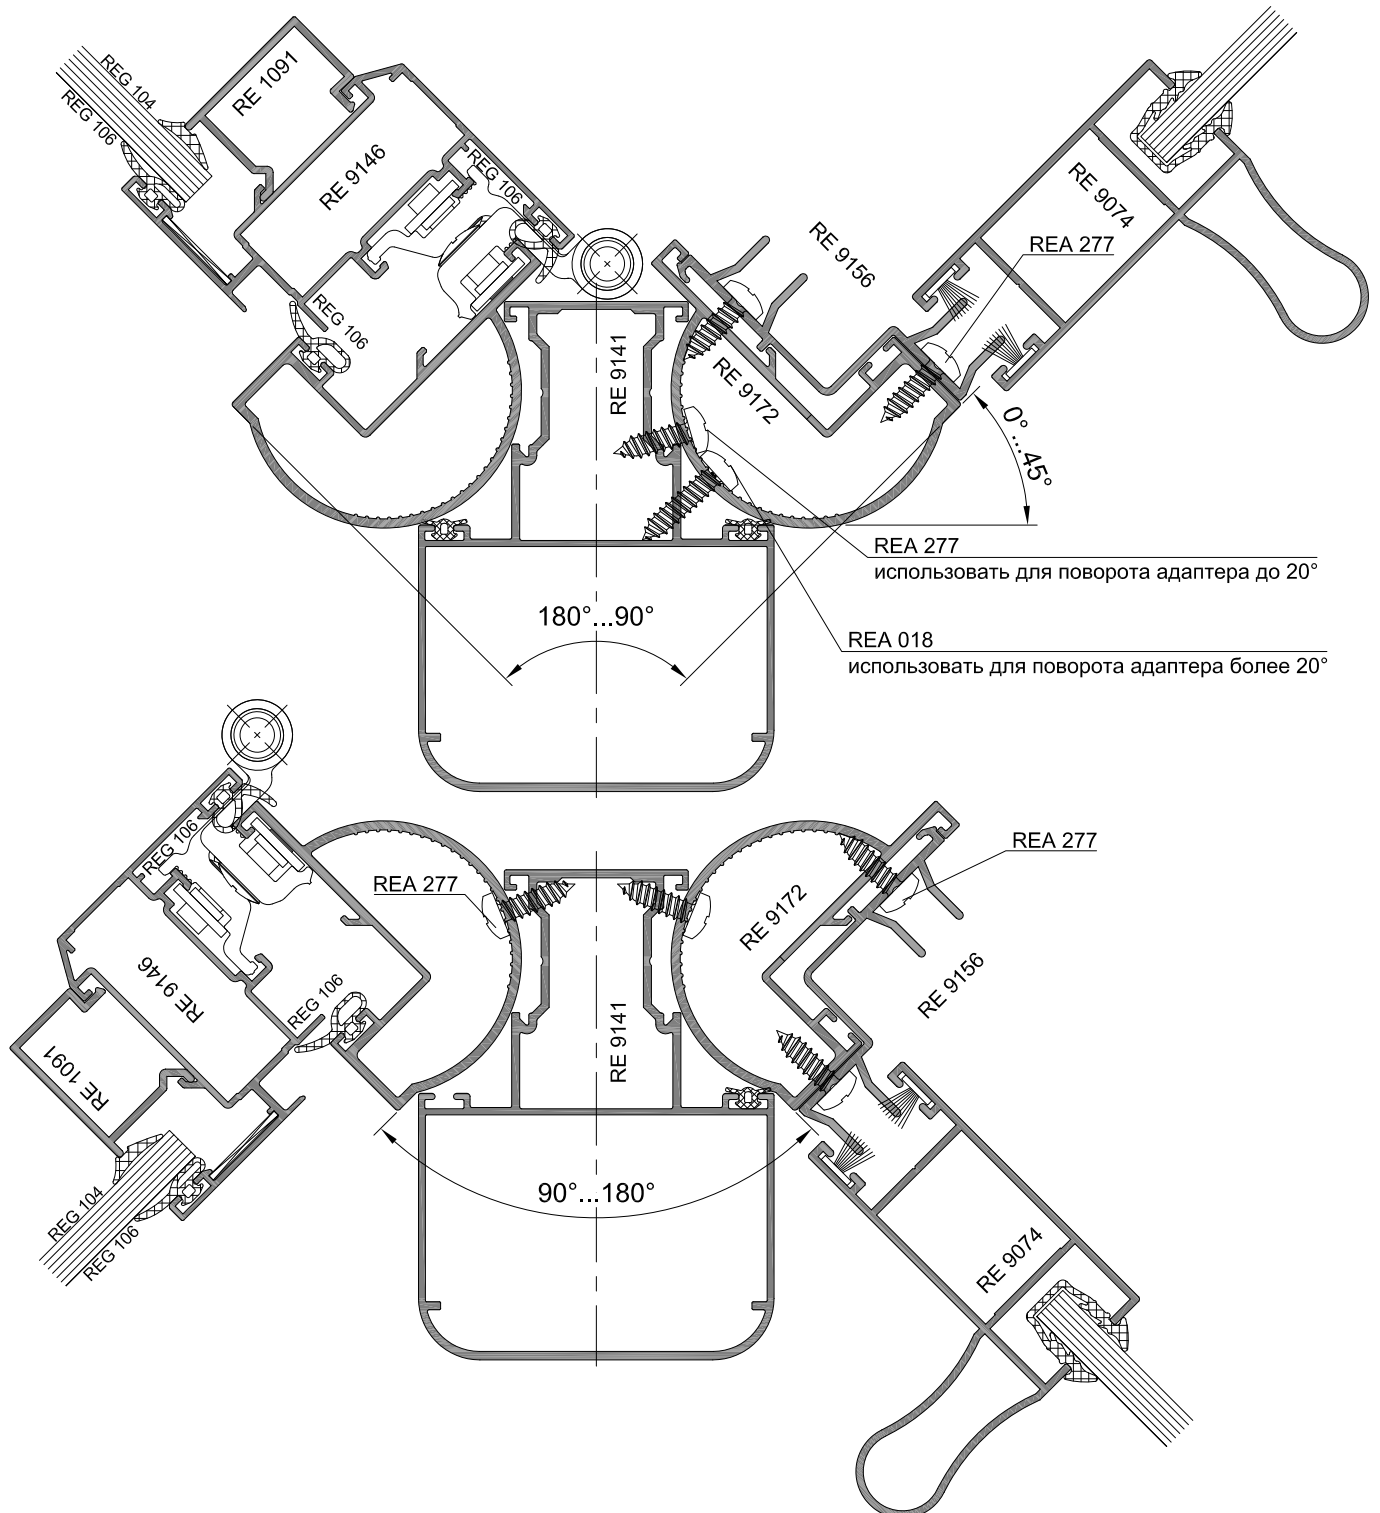 REG 104
REG 106
RE 1091
RE 9146
REG 106
REG 106
RE 9141
RE 9156
RE 9172
RE 9074
REA 277
0°...45°
REA 277
использовать для поворота адаптера до 20°
180°...90°
REA 018
использовать для поворота адаптера более 20°
REG 106
REA 277
REA 277
RE 9172
RE 9146
REG 106
RE 9156
RE 9141
RE 1091
90°...180°
REG 104
REG 106
RE 9074